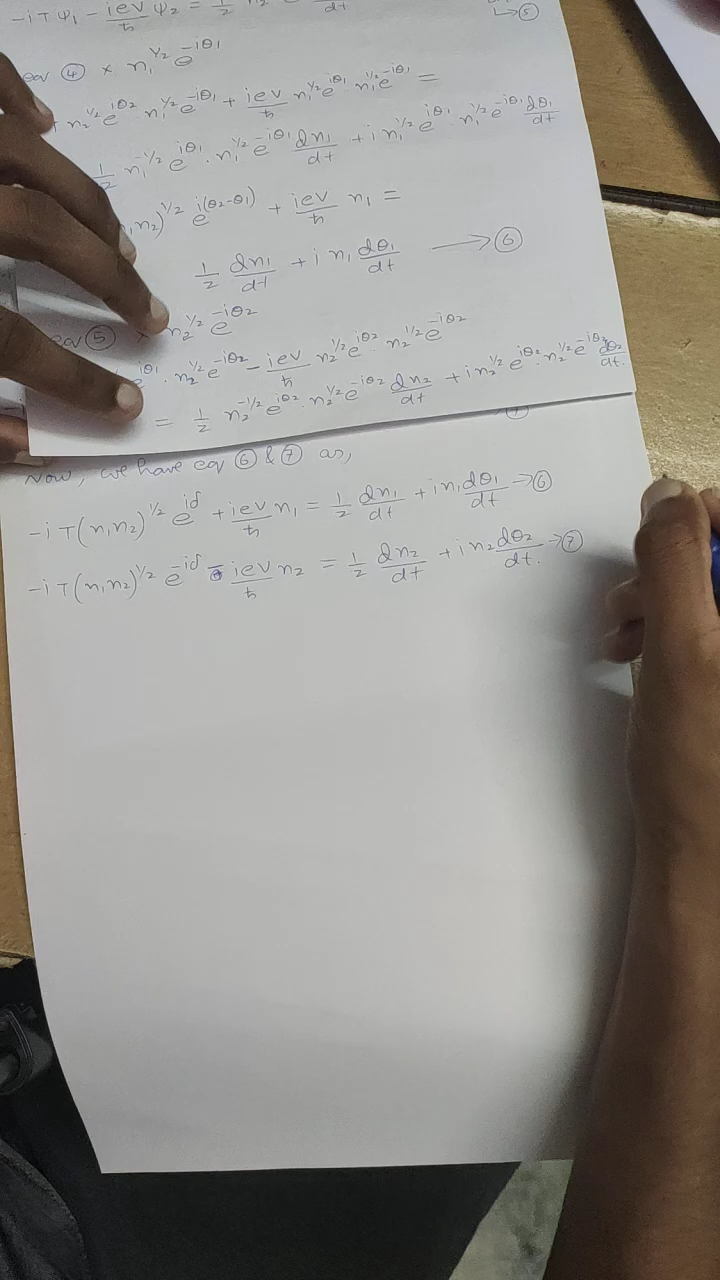 -iTψ₁ - ieV/ħ ψ₂ = 1/2 n₂
dt
↳⑤
eq ④ × n₁^1/2 e^-iθ₁
n₂^1/2 e^iθ₂ n₁^1/2 e^-iθ₁ + ieV/ħ n₁^1/2 e^iθ₁ n₁^1/2 e^-iθ₁ =
1/2 n₁^-1/2 e^iθ₁ . n₁^1/2 e^-iθ₁ dn₁/dt + i n₁^1/2 e^iθ₁ . n₁^1/2 e^-iθ₁ dθ₁/dt
n₂)^1/2 e^i(θ₂-θ₁) + ieV/ħ n₁ =
1/2 dn₁/dt + i n₁ dθ₁/dt → ⑥
eq ⑤ × n₂^1/2 e^-iθ₂
e^iθ₁ . n₂^1/2 e^-iθ₂ - ieV/ħ n₂^1/2 e^iθ₂ . n₂^1/2 e^-iθ₂
= 1/2 n₂^-1/2 e^iθ₂ . n₂^1/2 e^-iθ₂ dn₂/dt + i n₂^1/2 e^iθ₂ . n₂^1/2 e^-iθ₂ dθ₂/dt.
Now, we have eq ⑥ & ⑦ as,
-iT(n₁n₂)^1/2 e^iδ + ieV/ħ n₁ = 1/2 dn₁/dt + i n₁ dθ₁/dt → ⑥
-iT(n₁n₂)^1/2 e^-iδ - ieV/ħ n₂ = 1/2 dn₂/dt + i n₂ dθ₂/dt. → ⑦